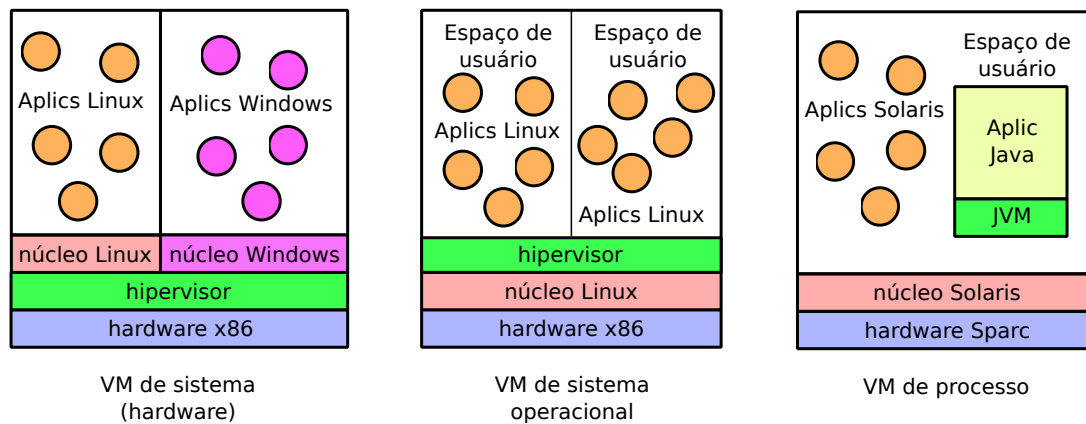 Aplics Linux
Aplics Windows
núcleo Linux
núcleo Windows
hipervisor
hardware x86
VM de sistema
(hardware)
Espaço de
usuário
Espaço de
usuário
Aplics Linux
Aplics Linux
hipervisor
núcleo Linux
hardware x86
VM de sistema
operacional
Espaço de
usuário
Aplics Solaris
Aplic
Java
JVM
núcleo Solaris
hardware Sparc
VM de processo